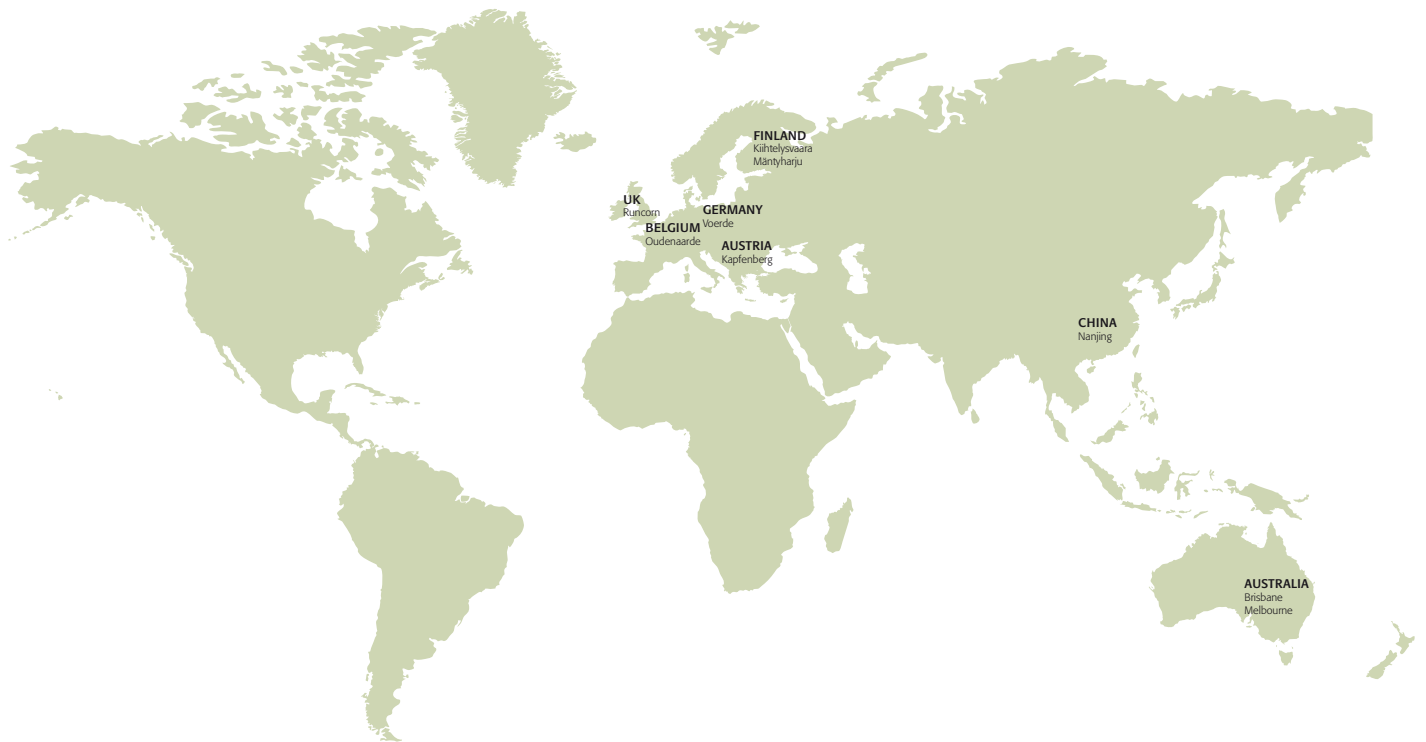 FINLAND
Kiihtelysvaara
Mäntyharju
UK
Runcorn
GERMANY
Voerde
BELGIUM
Oudenaarde
AUSTRIA
Kapfenberg
CHINA
Nanjing
AUSTRALIA
Brisbane
Melbourne